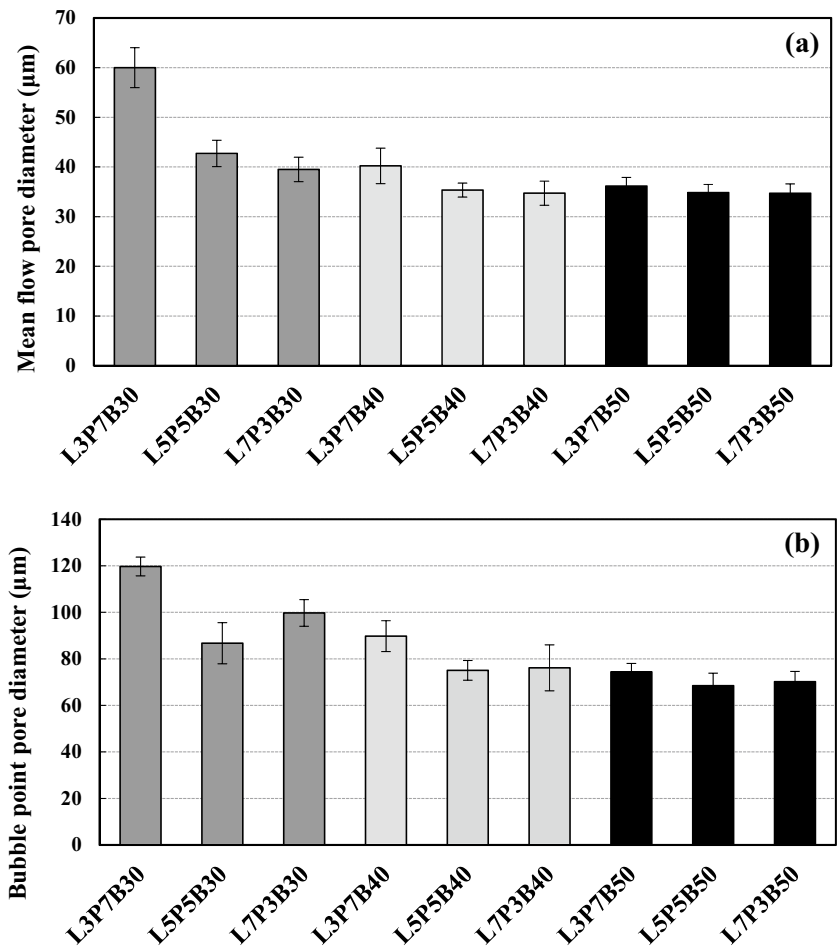 (a)
Mean flow pore diameter (µm)
70
60
50
40
30
20
10
0
L3P7B30
L5P5B30
L7P3B30
L3P7B40
L5P5B40
L7P3B40
L3P7B50
L5P5B50
L7P3B50
(b)
Bubble point pore diameter (µm)
140
120
100
80
60
40
20
0
L3P7B30
L5P5B30
L7P3B30
L3P7B40
L5P5B40
L7P3B40
L3P7B50
L5P5B50
L7P3B50